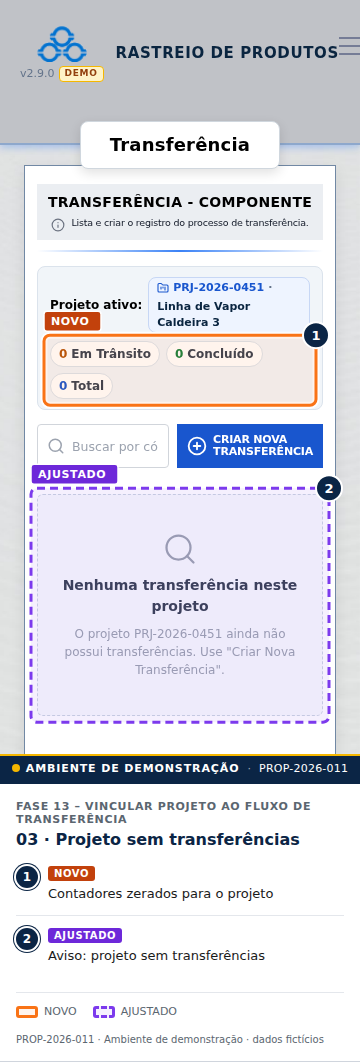 RASTREIO DE PRODUTOS
v2.9.0 DEMO
Transferência
TRANSFERÊNCIA - COMPONENTE
Lista e criar o registro do processo de transferência.
Projeto ativo:
PRJ-2026-0451 ·
Linha de Vapor
Caldeira 3
NOVO
1
0 Em Trânsito
0 Concluído
0 Total
Buscar por có
CRIAR NOVA
TRANSFERÊNCIA
AJUSTADO
2
Nenhuma transferência neste
projeto
O projeto PRJ-2026-0451 ainda não
possui transferências. Use "Criar Nova
Transferência".
AMBIENTE DE DEMONSTRAÇÃO · PROP-2026-011
FASE 13 – VINCULAR PROJETO AO FLUXO DE
TRANSFERÊNCIA
03 · Projeto sem transferências
1 NOVO
Contadores zerados para o projeto
2 AJUSTADO
Aviso: projeto sem transferências
NOVO AJUSTADO
PROP-2026-011 · Ambiente de demonstração · dados fictícios